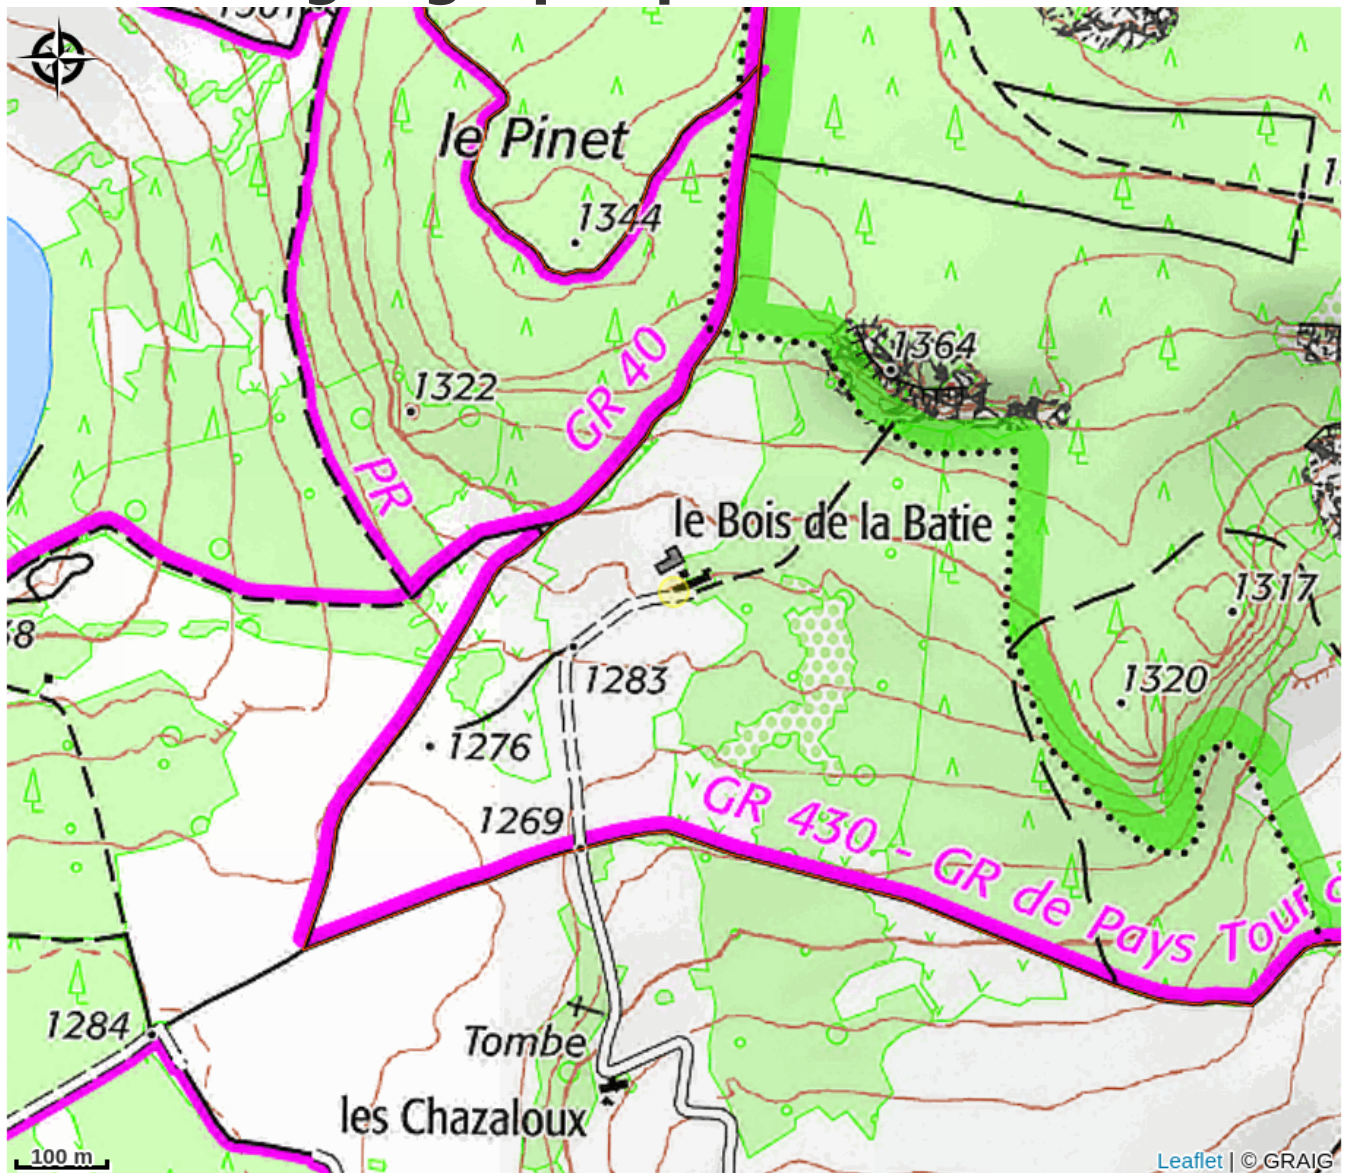 le Pinet
1344
1364
GR 40
1322
PR
le Bois de la Batie
1317
1283
1320
1276
1269
GR 430 - GR de Pays Tour
1284
Tombe
les Chazaloux
100 m
Leaflet | © GRAIG